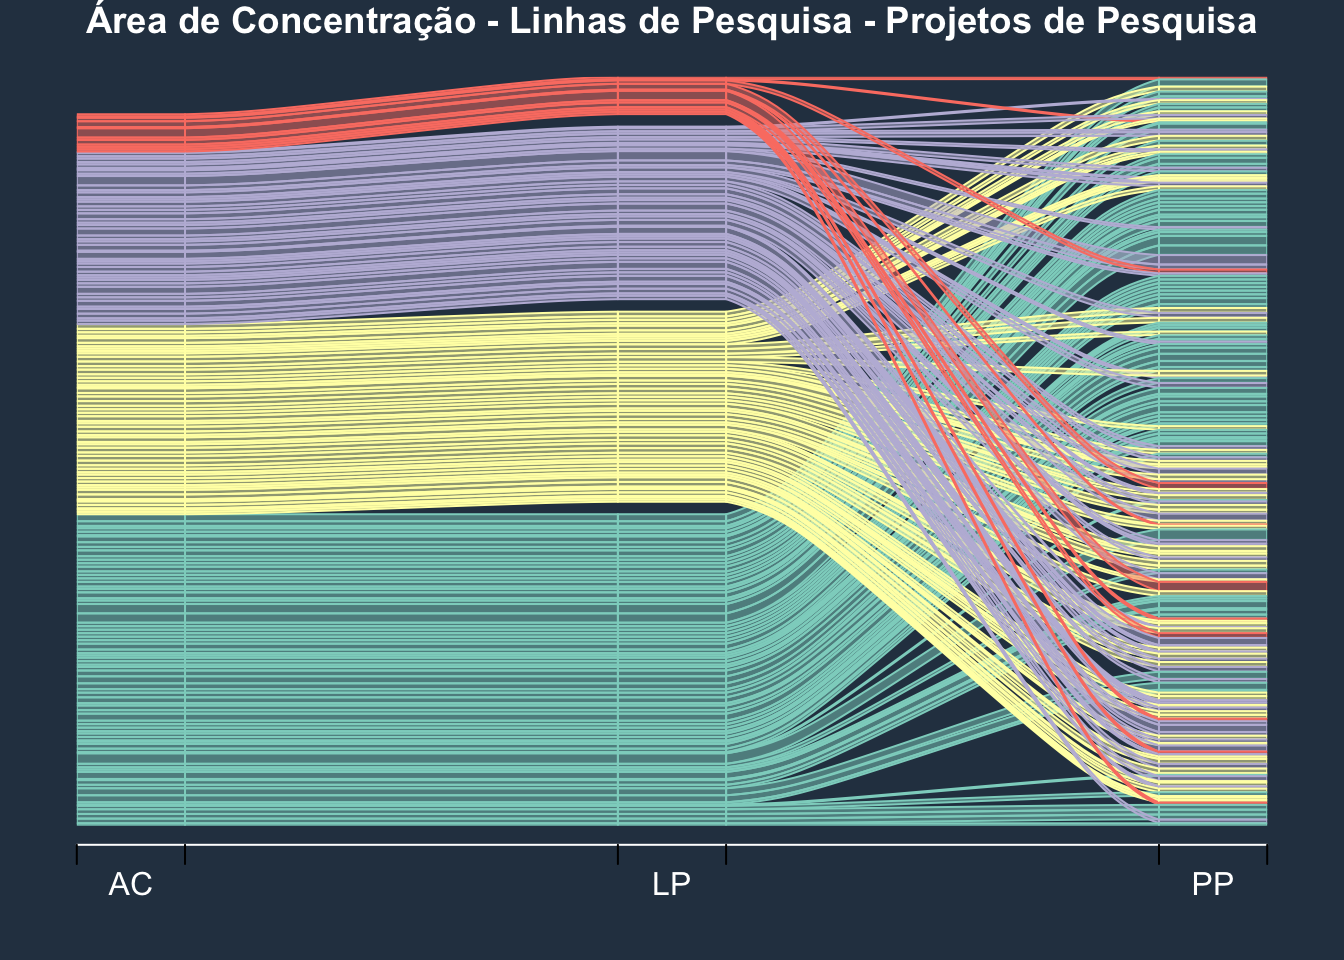 Área de Concentração - Linhas de Pesquisa - Projetos de Pesquisa
AC LP PP